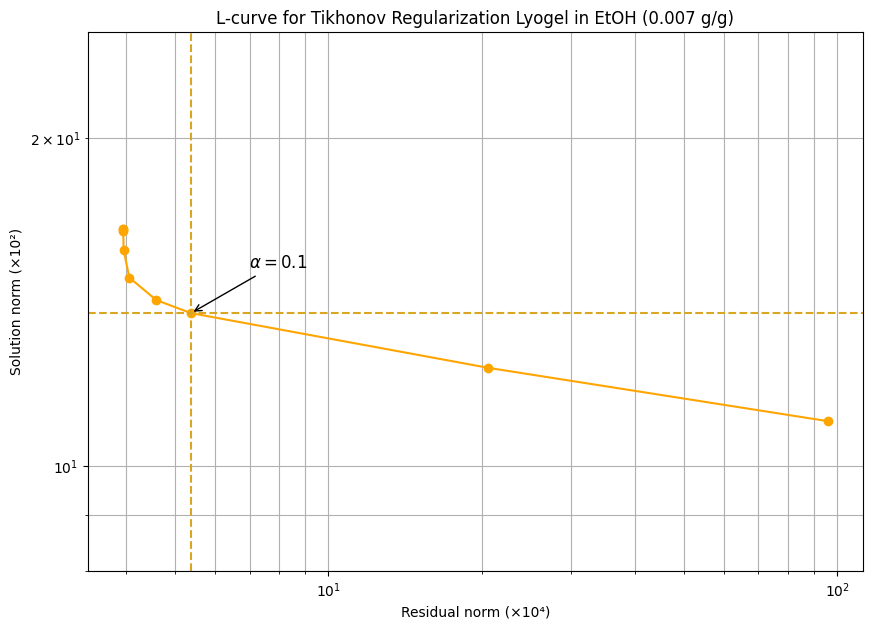 L-curve for Tikhonov Regularization Lyogel in EtOH (0.007 g/g)
Solution norm (×10²)
2 × 10¹
10¹
α = 0.1
10¹
10²
Residual norm (×10⁴)